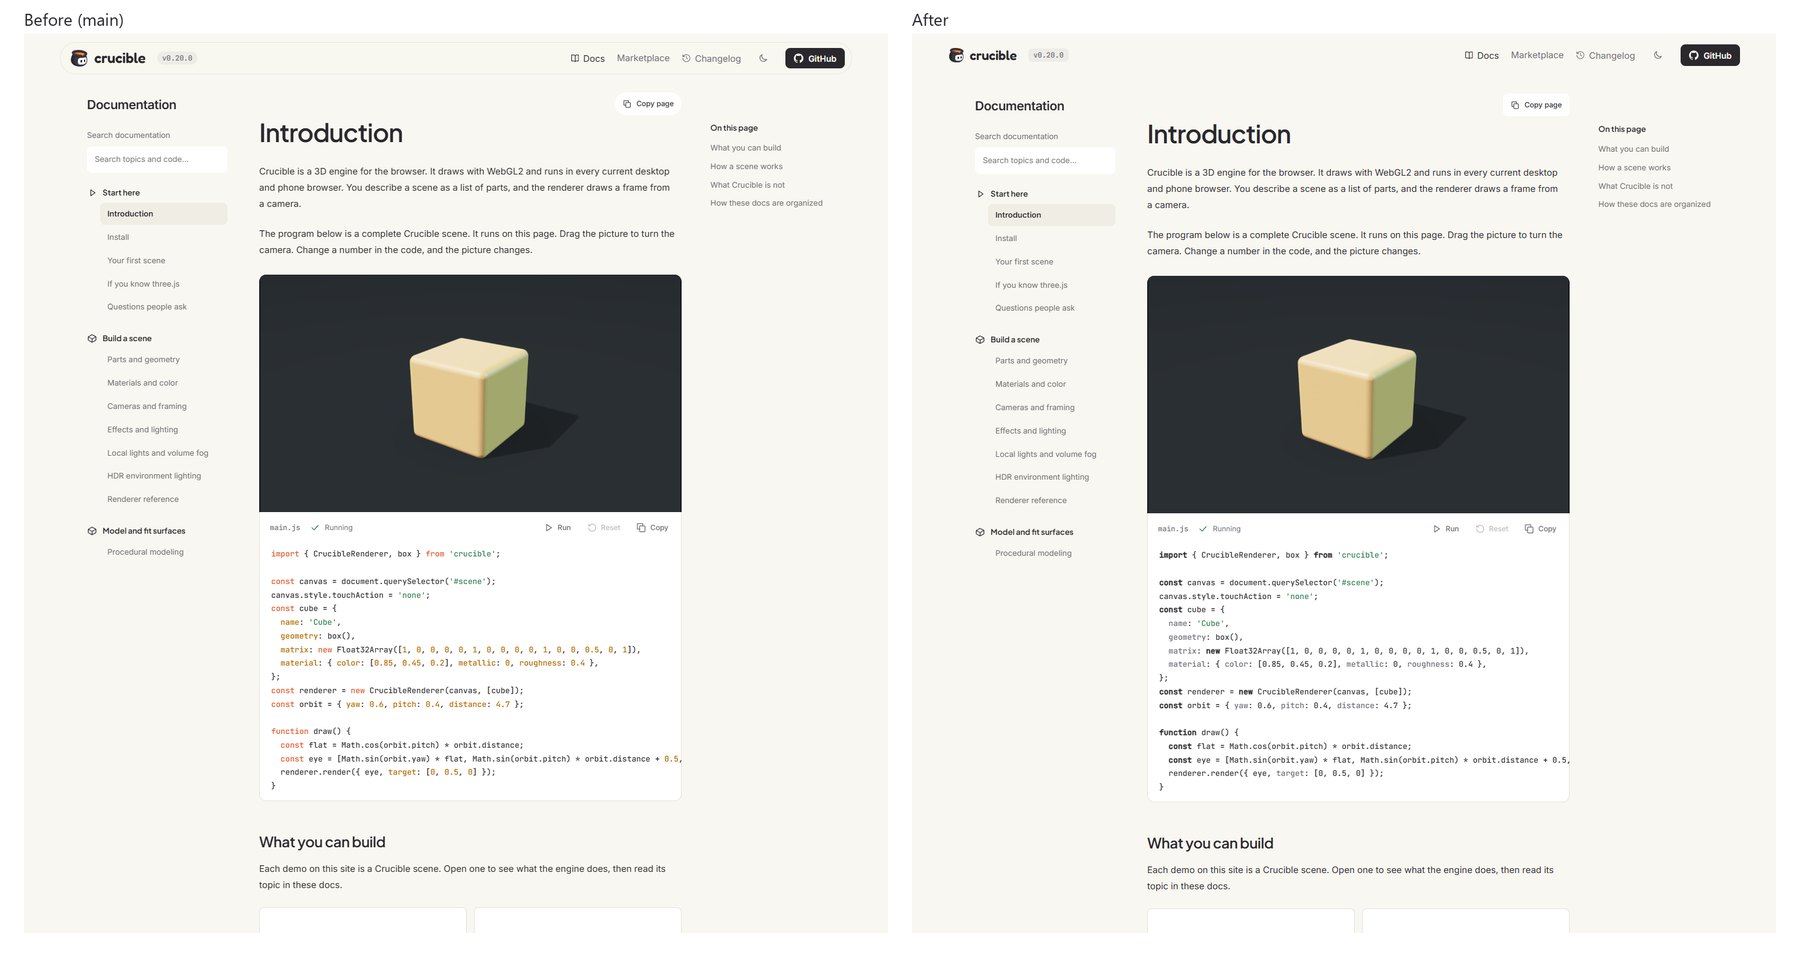 Before (main)
crucible
v0.20.0
Docs
Marketplace
Changelog
GitHub
Documentation
Search documentation
Search topics and code...
Start here
Introduction
Install
Your first scene
If you know three.js
Questions people ask
Build a scene
Parts and geometry
Materials and color
Cameras and framing
Effects and lighting
Local lights and volume fog
HDR environment lighting
Renderer reference
Model and fit surfaces
Procedural modeling
Copy page
Introduction
Crucible is a 3D engine for the browser. It draws with WebGL2 and runs in every current desktop
and phone browser. You describe a scene as a list of parts, and the renderer draws a frame from
a camera.
The program below is a complete Crucible scene. It runs on this page. Drag the picture to turn the
camera. Change a number in the code, and the picture changes.
main.js
Running
Run
Reset
Copy
import { CrucibleRenderer, box } from 'crucible';
const canvas = document.querySelector('#scene');
canvas.style.touchAction = 'none';
const cube = {
  name: 'Cube',
  geometry: box(),
  matrix: new Float32Array([1, 0, 0, 0, 0, 1, 0, 0, 0, 0, 1, 0, 0, 0.5, 0, 1]),
  material: { color: [0.85, 0.45, 0.2], metallic: 0, roughness: 0.4 },
};
const renderer = new CrucibleRenderer(canvas, [cube]);
const orbit = { yaw: 0.6, pitch: 0.4, distance: 4.7 };
function draw() {
  const flat = Math.cos(orbit.pitch) * orbit.distance;
  const eye = [Math.sin(orbit.yaw) * flat, Math.sin(orbit.pitch) * orbit.distance + 0.5,
  renderer.render({ eye, target: [0, 0.5, 0] });
}
What you can build
Each demo on this site is a Crucible scene. Open one to see what the engine does, then read its
topic in these docs.
On this page
What you can build
How a scene works
What Crucible is not
How these docs are organized
After
crucible
v0.20.0
Docs
Marketplace
Changelog
GitHub
Documentation
Search documentation
Search topics and code...
Start here
Introduction
Install
Your first scene
If you know three.js
Questions people ask
Build a scene
Parts and geometry
Materials and color
Cameras and framing
Effects and lighting
Local lights and volume fog
HDR environment lighting
Renderer reference
Model and fit surfaces
Procedural modeling
Copy page
Introduction
Crucible is a 3D engine for the browser. It draws with WebGL2 and runs in every current desktop
and phone browser. You describe a scene as a list of parts, and the renderer draws a frame from
a camera.
The program below is a complete Crucible scene. It runs on this page. Drag the picture to turn the
camera. Change a number in the code, and the picture changes.
main.js
Running
Run
Reset
Copy
import { CrucibleRenderer, box } from 'crucible';
const canvas = document.querySelector('#scene');
canvas.style.touchAction = 'none';
const cube = {
  name: 'Cube',
  geometry: box(),
  matrix: new Float32Array([1, 0, 0, 0, 0, 1, 0, 0, 0, 0, 1, 0, 0, 0.5, 0, 1]),
  material: { color: [0.85, 0.45, 0.2], metallic: 0, roughness: 0.4 },
};
const renderer = new CrucibleRenderer(canvas, [cube]);
const orbit = { yaw: 0.6, pitch: 0.4, distance: 4.7 };
function draw() {
  const flat = Math.cos(orbit.pitch) * orbit.distance;
  const eye = [Math.sin(orbit.yaw) * flat, Math.sin(orbit.pitch) * orbit.distance + 0.5,
  renderer.render({ eye, target: [0, 0.5, 0] });
}
What you can build
Each demo on this site is a Crucible scene. Open one to see what the engine does, then read its
topic in these docs.
On this page
What you can build
How a scene works
What Crucible is not
How these docs are organized